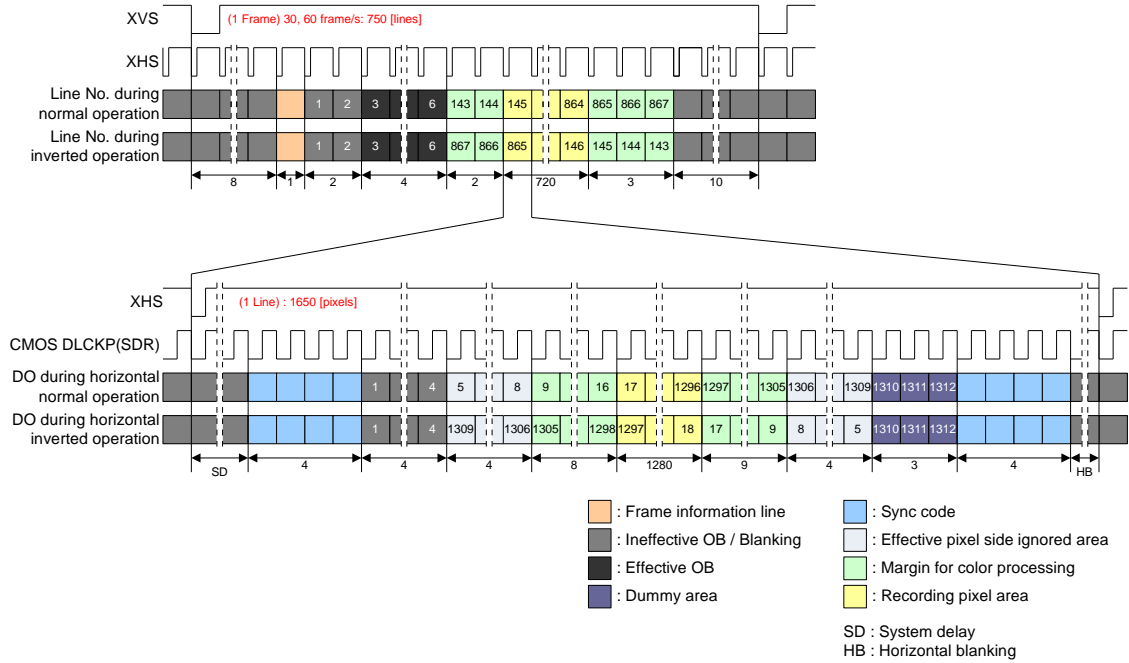 XVS
(1 Frame) 30, 60 frame/s: 750 [lines]
XHS
Line No. during
normal operation
1 2 3 6 143 144 145 864 865 866 867
Line No. during
inverted operation
1 2 3 6 867 866 865 146 145 144 143
8 1 2 4 2 720 3 10
XHS
(1 Line) : 1650 [pixels]
CMOS DLCKP(SDR)
DO during horizontal
normal operation
1 4 5 8 9 16 17 1296 1297 1305 1306 1309 1310 1311 1312
DO during horizontal
inverted operation
1 4 1309 1306 1305 1298 1297 18 17 9 8 5 1310 1311 1312
SD 4 4 4 8 1280 9 4 3 4 HB
: Frame information line
: Ineffective OB / Blanking
: Effective OB
: Dummy area
: Sync code
: Effective pixel side ignored area
: Margin for color processing
: Recording pixel area
SD : System delay
HB : Horizontal blanking